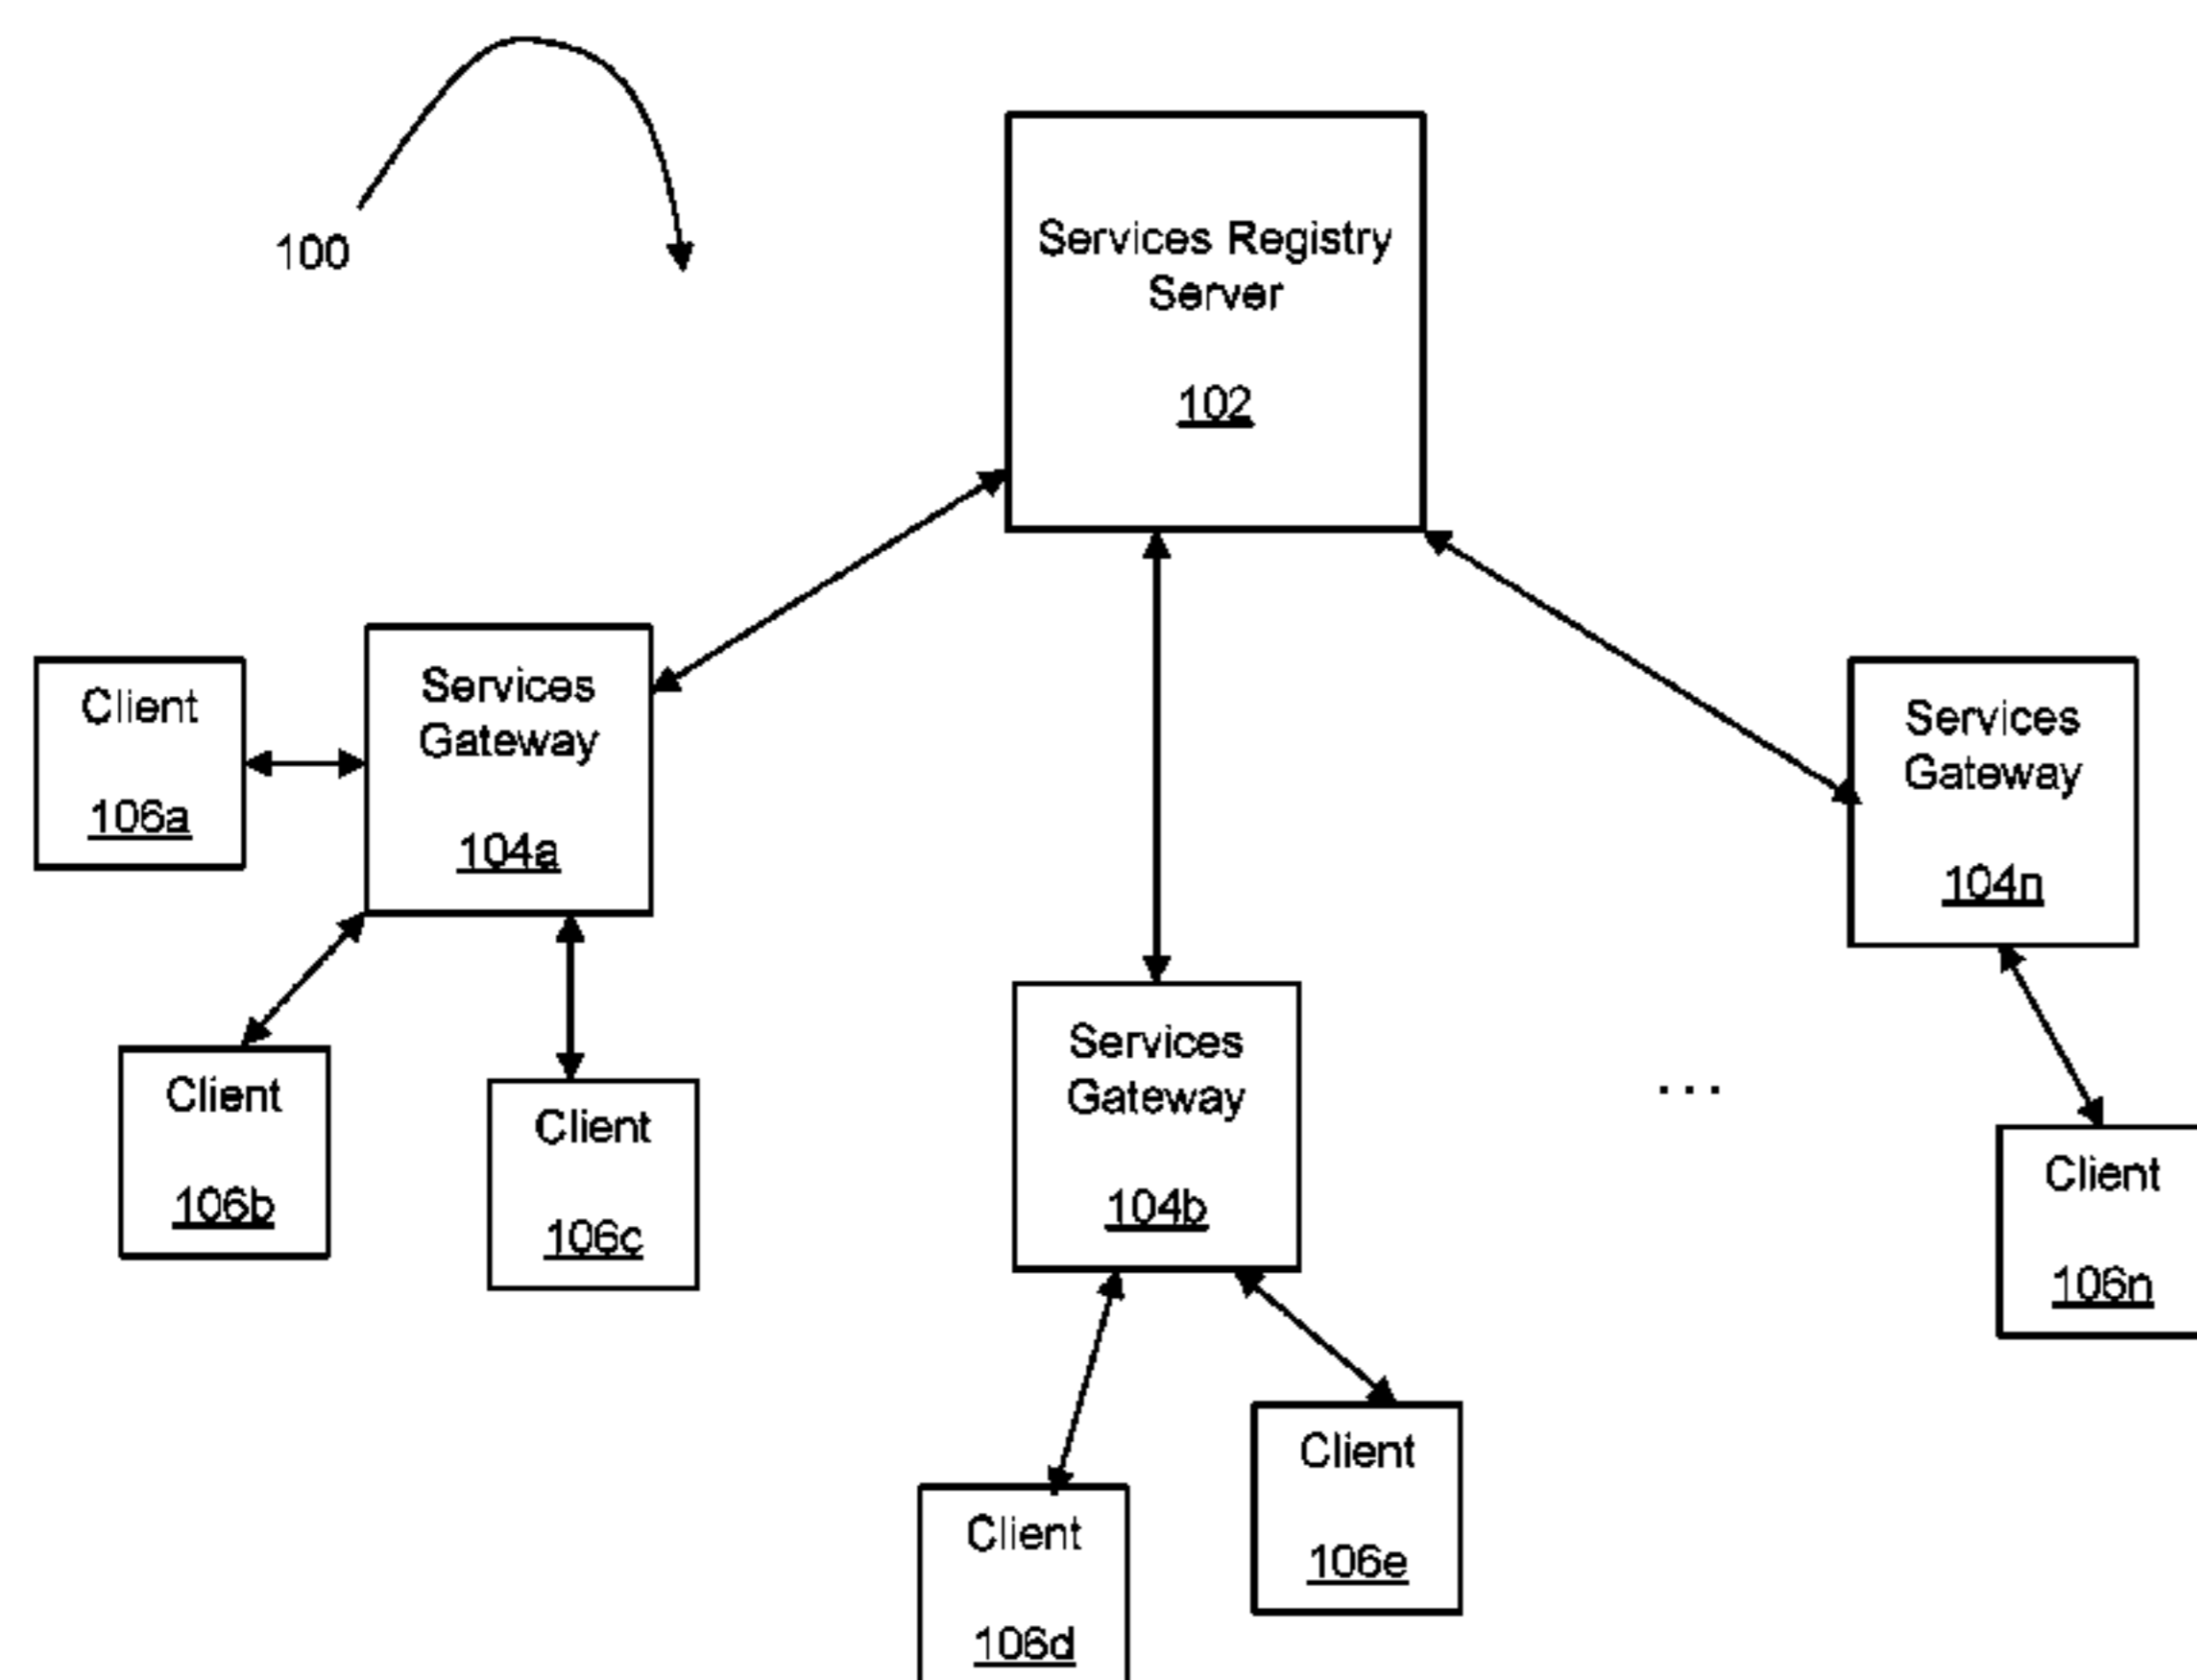 100
Services Registry
Server
102
Client
106a
Services
Gateway
104a
Services
Gateway
104n
Client
106b
Client
106c
Services
Gateway
104b
...
Client
106n
Client
106d
Client
106e